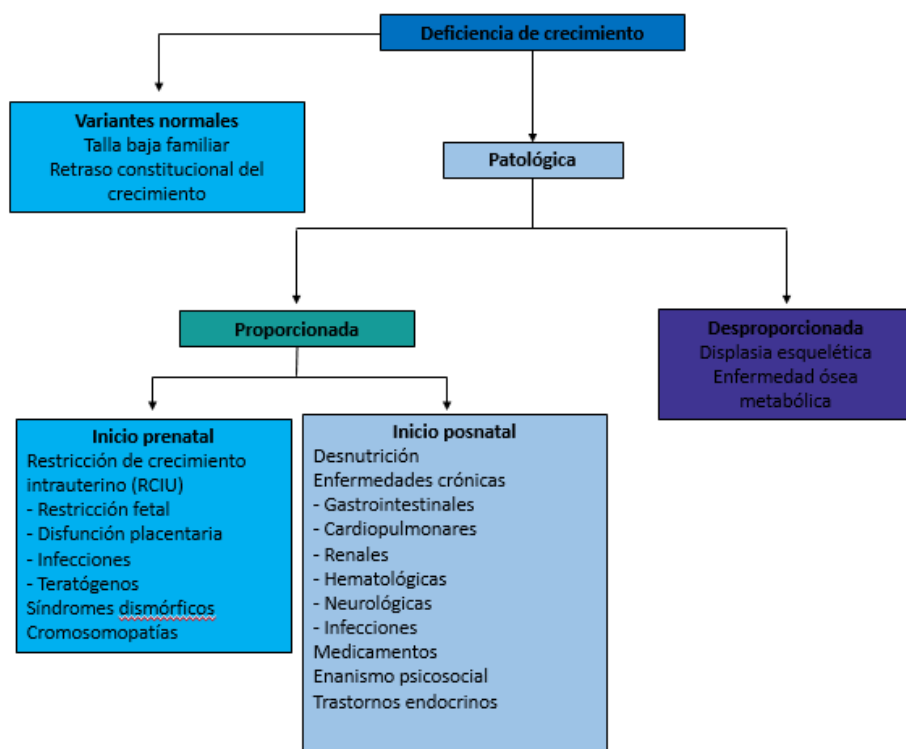 Deficiencia de crecimiento
Variantes normales
Talla baja familiar
Retraso constitucional del
crecimiento
Patológica
Proporcionada
Desproporcionada
Displasia esquelética
Enfermedad ósea
metabólica
Inicio prenatal
Restricción de crecimiento
intrauterino (RCIU)
- Restricción fetal
- Disfunción placentaria
- Infecciones
- Teratógenos
Síndromes dismórficos
Cromosomopatías
Inicio posnatal
Desnutrición
Enfermedades crónicas
- Gastrointestinales
- Cardiopulmonares
- Renales
- Hematológicas
- Neurológicas
- Infecciones
Medicamentos
Enanismo psicosocial
Trastornos endocrinos